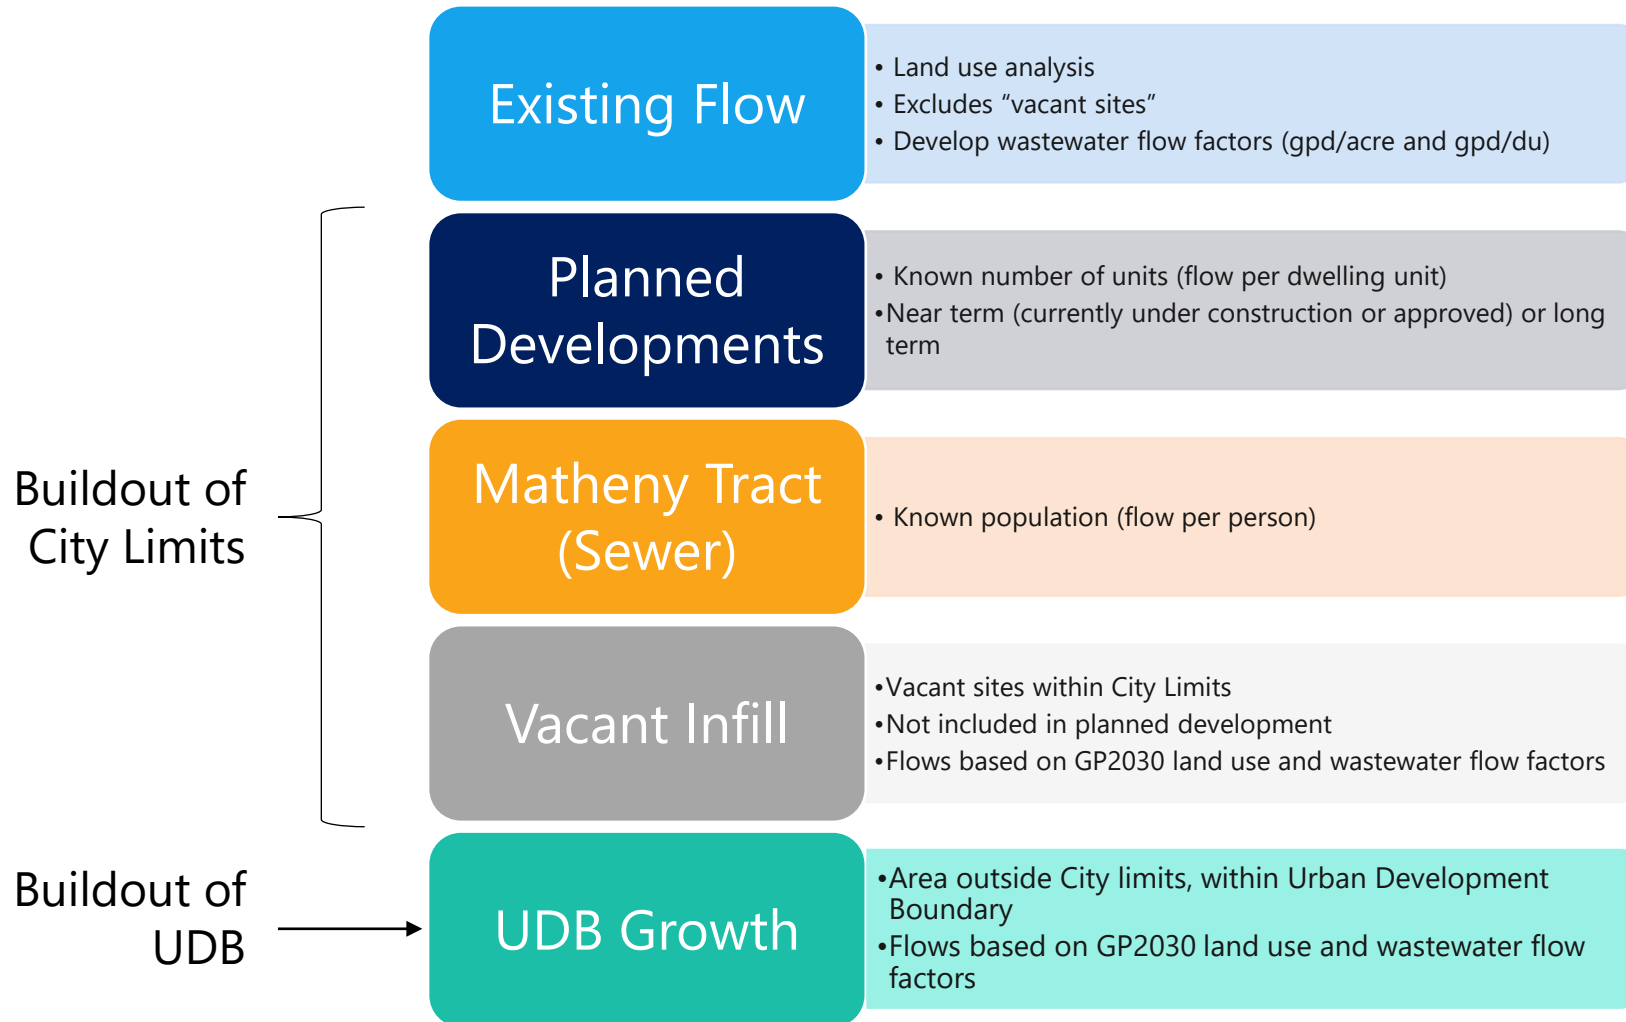 Existing Flow
• Land use analysis
• Excludes “vacant sites”
• Develop wastewater flow factors (gpd/acre and gpd/du)
Buildout of
City Limits
Planned
Developments
• Known number of units (flow per dwelling unit)
•Near term (currently under construction or approved) or long
term
Matheny Tract
(Sewer)
• Known population (flow per person)
Vacant Infill
•Vacant sites within City Limits
•Not included in planned development
•Flows based on GP2030 land use and wastewater flow factors
Buildout of
UDB
UDB Growth
•Area outside City limits, within Urban Development
Boundary
•Flows based on GP2030 land use and wastewater flow
factors